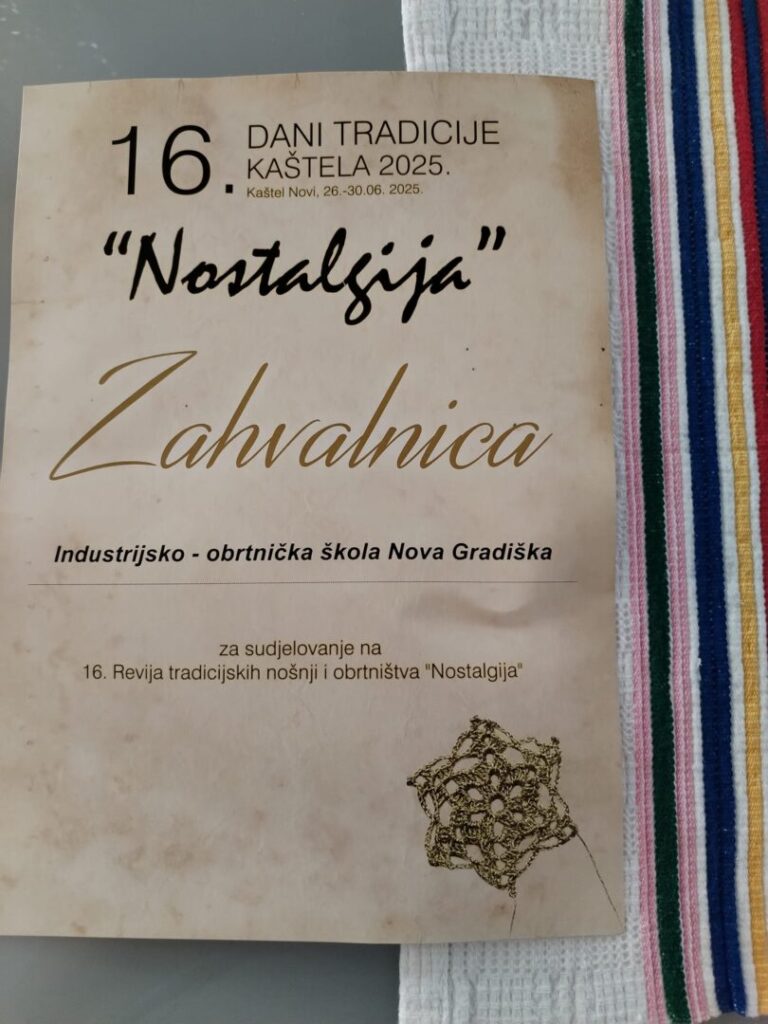 16. DANI TRADICIJE
KAŠTELA 2025.
Kaštel Novi, 26.-30.06. 2025.
“Nostalgija”
Zahvalnica
Industrijsko - obrtnička škola Nova Gradiška
za sudjelovanje na
16. Revija tradicijskih nošnji i obrtništva "Nostalgija"